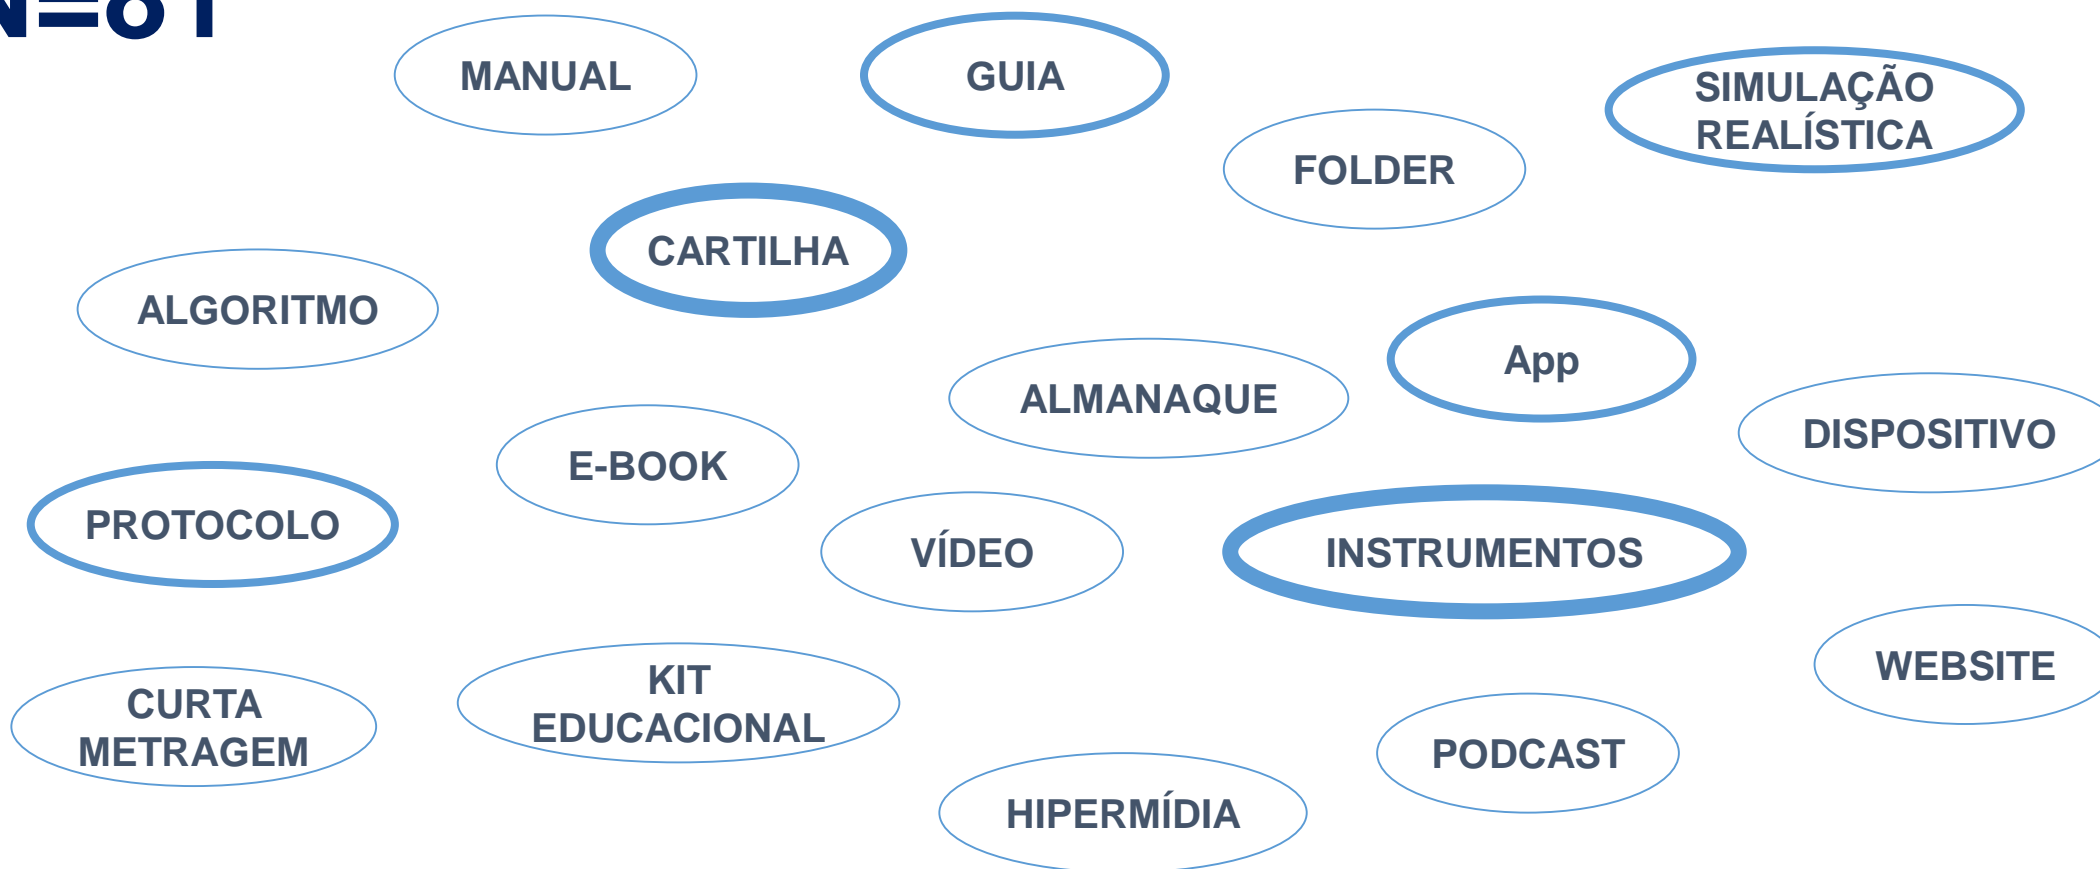 N=61
MANUAL
GUIA
SIMULAÇÃO
REALÍSTICA
FOLDER
CARTILHA
ALGORITMO
App
ALMANAQUE
DISPOSITIVO
E-BOOK
PROTOCOLO
VÍDEO
INSTRUMENTOS
WEBSITE
KIT
EDUCACIONAL
CURTA
METRAGEM
PODCAST
HIPERMÍDIA